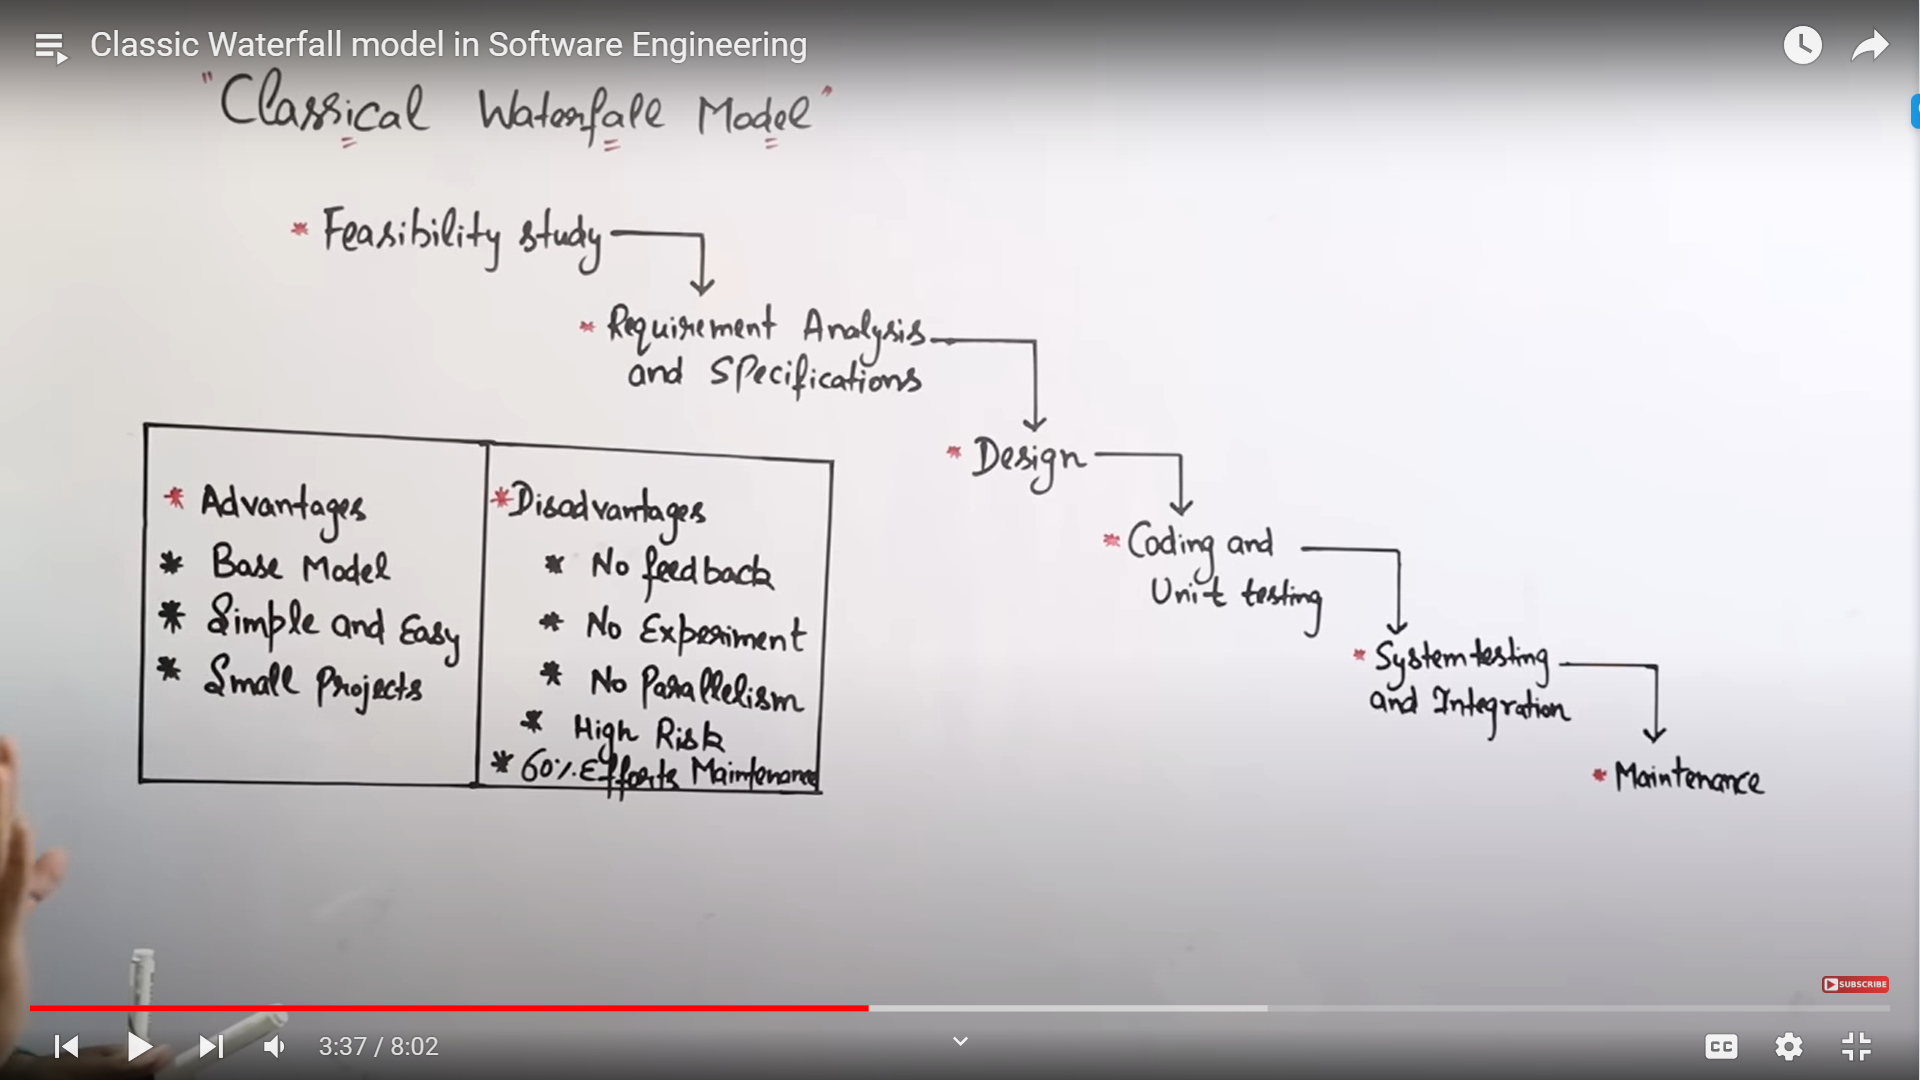 Classic Waterfall model in Software Engineering
"Classical Waterfall Model"
* Feasibility study
* Requirement Analysis
and Specifications
* Design
* Coding and
Unit testing
* System testing
and Integration
* Maintenance
* Advantages
* Base Model
* Simple and Easy
* Small Projects
* Disadvantages
* No feedback
* No Experiment
* No Parallelism
* High Risk
* 60% Efforts Maintenance
SUBSCRIBE
3:37 / 8:02
CC